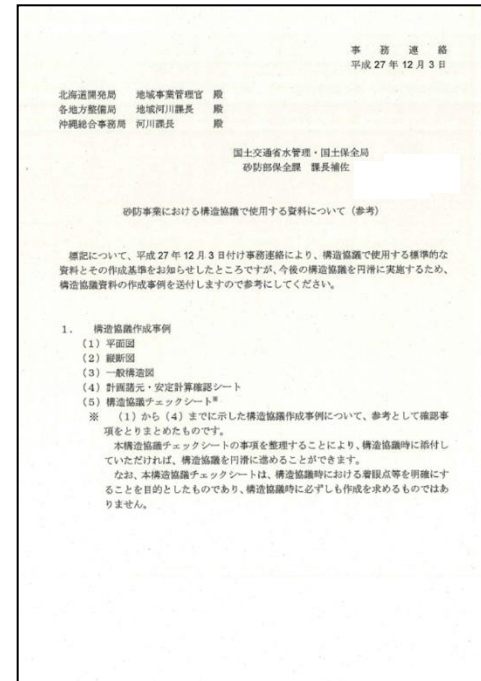 事務連絡
平成27年12月3日
北海道開発局 地域事業管理官 殿
各地方整備局 地域河川課長 殿
沖縄総合事務局 河川課長 殿
国土交通省水管理・国土保全局
砂防部保全課 課長補佐
砂防事業における構造協議で使用する資料について（参考）
標記について、平成27年12月3日付け事務連絡により、構造協議で使用する標準的な
資料とその作成基準をお知らせしたところですが、今後の構造協議を円滑に実施するため、
構造協議資料の作成事例を送付しますので参考にしてください。
1． 構造協議作成事例
（1）平面図
（2）縦断図
（3）一般構造図
（4）計画諸元・安定計算確認シート
（5）構造協議チェックシート※
※ （1）から（4）までに示した構造協議作成事例について、参考として確認事
項をとりまとめたものです。
本構造協議チェックシートの事項を整理することにより、構造協議時に添付し
ていただければ、構造協議を円滑に進めることができます。
なお、本構造協議チェックシートは、構造協議時における着眼点等を明確にす
ることを目的としたものであり、構造協議時に必ずしも作成を求めるものではあ
りません。